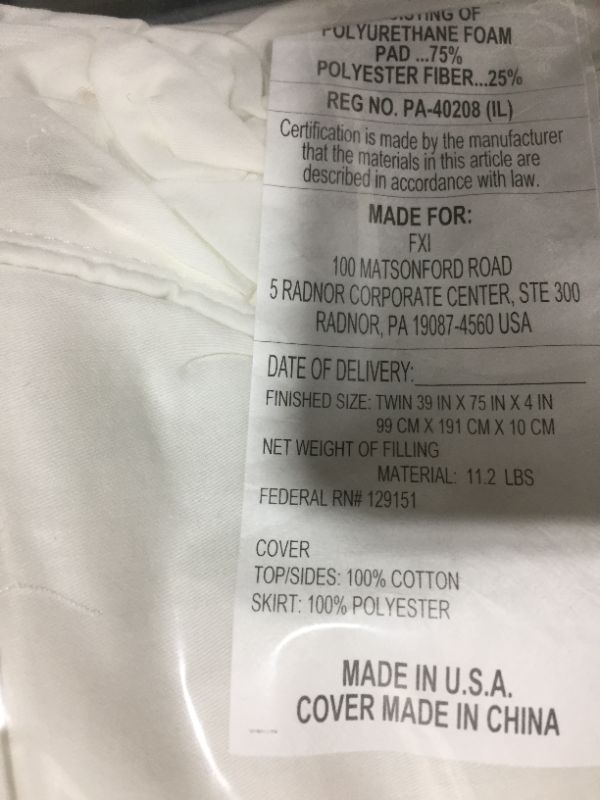 OF
POLYURETHANE FOAM
PAD ...75%
POLYESTER FIBER...25%
REG NO. PA-40208 (IL)
Certification is made by the manufacturer
that the materials in this article are
described in accordance with law.
MADE FOR:
FXI
100 MATSONFORD ROAD
5 RADNOR CORPORATE CENTER, STE 300
RADNOR, PA 19087-4560 USA
DATE OF DELIVERY:
FINISHED SIZE: TWIN 39 IN X 75 IN X 4 IN
99 CM X 191 CM X 10 CM
NET WEIGHT OF FILLING
MATERIAL: 11.2 LBS
FEDERAL RN# 129151
COVER
TOP/SIDES: 100% COTTON
SKIRT: 100% POLYESTER
MADE IN U.S.A.
COVER MADE IN CHINA